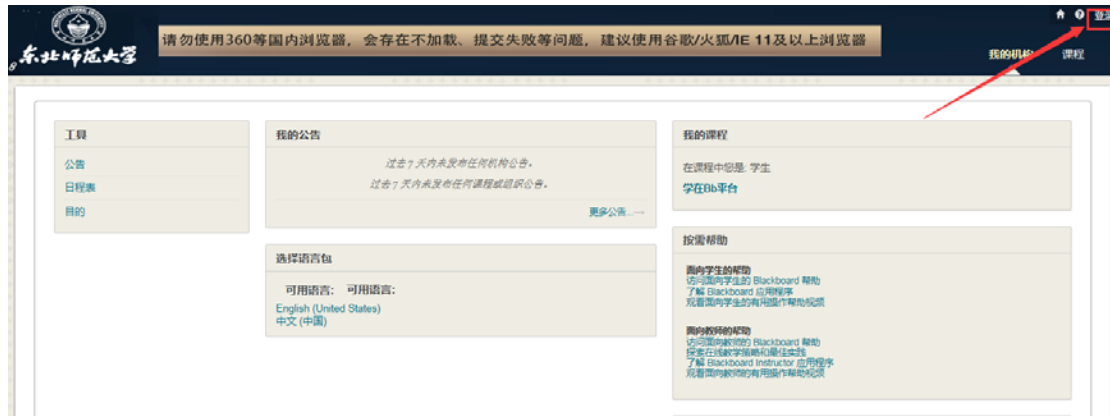 东北师范大学
请勿使用360等国内浏览器，会存在不加载、提交失败等问题，建议使用谷歌/火狐/IE 11及以上浏览器
登录
我的机构
课程
工具
公告
日程表
目的
我的公告
过去7天内未发布任何机构公告。
过去7天内未发布任何课程或组织公告。
更多公告...→
选择语言包
可用语言： 可用语言：
English (United States)
中文 (中国)
我的课程
在课程中您是: 学生
学在Bb平台
按需帮助
面向学生的帮助
访问面向学生的 Blackboard 帮助
了解 Blackboard 应用程序
观看面向学生的有用操作帮助视频
面向教师的帮助
访问面向教师的 Blackboard 帮助
探索在线教学策略和最佳实践
了解 Blackboard Instructor 应用程序
观看面向教师的有用操作帮助视频